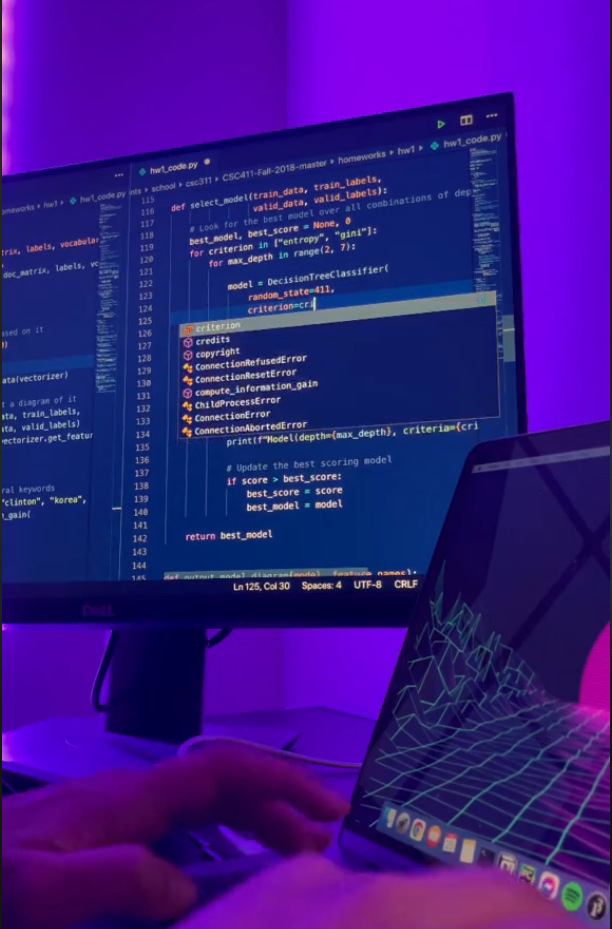 hw1_code.py
omeworks > hw1 > hw1_code.py
nts > school > csc311 > CSC411-Fall-2018-master > homeworks > hw1 > hw1_code.py
trix, labels, vocabular
doc_matrix, labels, vc
ased on it
ata(vectorizer)
t a diagram of it
ata, train_labels,
ata, valid_labels)
vectorizer.get_featur
ral keywords
"clinton", "korea",
n_gain(
115
116 def select_model(train_data, train_labels,
117 valid_data, valid_labels):
118 # Look for the best model over all combinations of dep
119 best_model, best_score = None, 0
120 for criterion in ["entropy", "gini"]:
121 for max_depth in range(2, 7):
122
123 model = DecisionTreeClassifier(
124 random_state=411,
125 criterion=cri
126 criterion
127 credits
128 copyright
129 ConnectionRefusedError
130 ConnectionResetError
131 compute_information_gain
132 ChildProcessError
133 ConnectionError
134 ConnectionAbortedError
print(f"Model(depth={max_depth}, criteria={cri
135
136
137 # Update the best scoring model
138 if score > best_score:
139 best_score = score
140 best_model = model
141
142 return best_model
143
144
145 def output_model_diagram(model, feature_names):
Ln 125, Col 30 Spaces: 4 UTF-8 CRLF
DELL